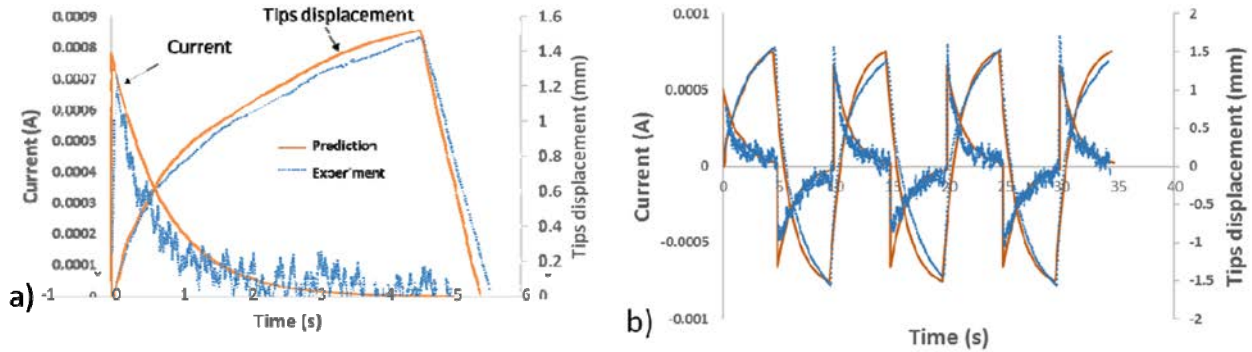 0.0009
0.0008
0.0007
0.0006
0.0005
0.0004
0.0003
0.0002
0.0001
0
Current (A)
Tips displacement
Current
Prediction
Experiment
1.6
1.4
1.2
1
0.8
0.6
0.4
0.2
0
Tips displacement (mm)
-1 0 1 2 3 4 5 6
Time (s)
a)
0.001
0.0005
0
-0.0005
-0.001
Current (A)
2
1.5
1
0.5
0
-0.5
-1
-1.5
-2
Tips displacement (mm)
0 5 10 15 20 25 30 35 40
Time (s)
b)